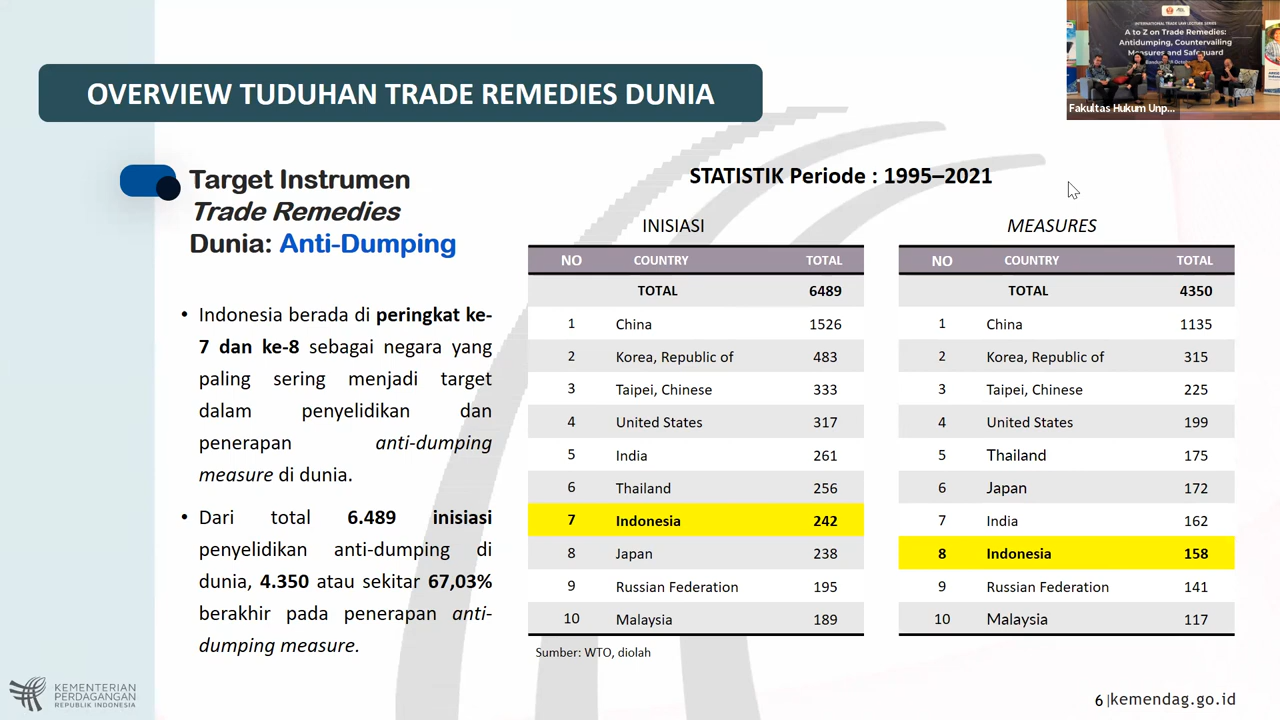 OVERVIEW TUDUHAN TRADE REMEDIES DUNIA
INTERNATIONAL TRADE LAW LECTURE SERIES
A to Z on Trade Remedies:
Antidumping, Countervailing
Measures and Safeguard
Fakultas Hukum Unp...
Target Instrumen
Trade Remedies
Dunia: Anti-Dumping
• Indonesia berada di peringkat ke-
7 dan ke-8 sebagai negara yang
paling sering menjadi target
dalam penyelidikan dan
penerapan anti-dumping
measure di dunia.
• Dari total 6.489 inisiasi
penyelidikan anti-dumping di
dunia, 4.350 atau sekitar 67,03%
berakhir pada penerapan anti-
dumping measure.
STATISTIK Periode : 1995–2021
INISIASI
NO COUNTRY TOTAL
TOTAL 6489
1 China 1526
2 Korea, Republic of 483
3 Taipei, Chinese 333
4 United States 317
5 India 261
6 Thailand 256
7 Indonesia 242
8 Japan 238
9 Russian Federation 195
10 Malaysia 189
Sumber: WTO, diolah
MEASURES
NO COUNTRY TOTAL
TOTAL 4350
1 China 1135
2 Korea, Republic of 315
3 Taipei, Chinese 225
4 United States 199
5 Thailand 175
6 Japan 172
7 India 162
8 Indonesia 158
9 Russian Federation 141
10 Malaysia 117
KEMENTERIAN
PERDAGANGAN
REPUBLIK INDONESIA
6 |kemendag.go.id